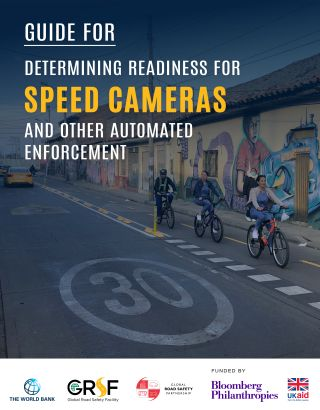 GUIDE FOR
DETERMINING READINESS FOR
SPEED CAMERAS
AND OTHER AUTOMATED
ENFORCEMENT
30
FUNDED BY
THE WORLD BANK
GRSF
Global Road Safety Facility
GLOBAL
ROAD SAFETY
PARTNERSHIP
Bloomberg
Philanthropies
UKaid